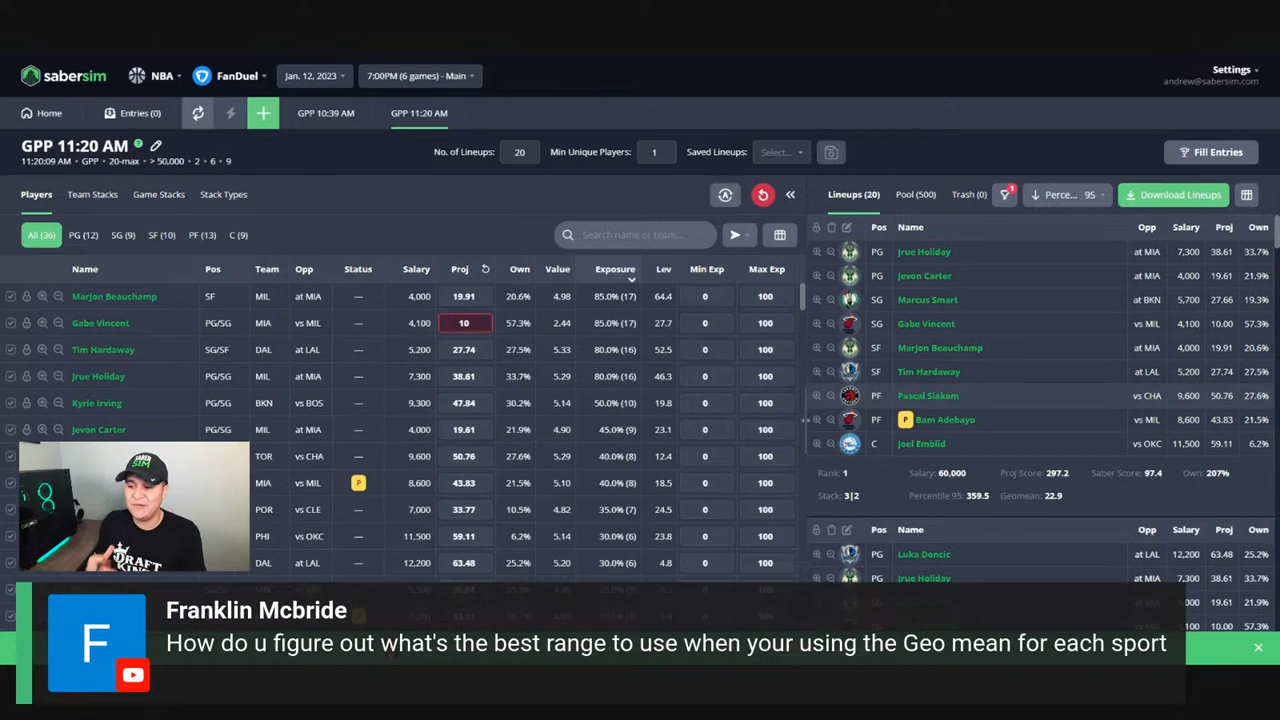 sabersim NBA FanDuel Jan. 12, 2023 7:00PM (6 games) - Main Settings
andrew@sabersim.com
Home Entries (0) + GPP 10:39 AM GPP 11:20 AM
GPP 11:20 AM No. of Lineups: 20 Min Unique Players: 1 Saved Lineups: Select... Fill Entries
11:20:09 AM • GPP • 20-max • > 50,000 • 2 • 6 • 9
Players Team Stacks Game Stacks Stack Types
All (36) PG (12) SG (9) SF (10) PF (13) C (9) Search name or team...
Name Pos Team Opp Status Salary Proj Own Value Exposure Lev Min Exp Max Exp
MarJon Beauchamp SF MIL at MIA — 4,000 19.91 20.6% 4.98 85.0% (17) 64.4 0 100
Gabe Vincent PG/SG MIA vs MIL — 4,100 10 57.3% 2.44 85.0% (17) 27.7 0 100
Tim Hardaway SG/SF DAL at LAL — 5,200 27.74 27.5% 5.33 80.0% (16) 52.5 0 100
Jrue Holiday PG/SG MIL at MIA — 7,300 38.61 33.7% 5.29 80.0% (16) 46.3 0 100
Kyrie Irving PG/SG BKN vs BOS — 9,300 47.84 30.2% 5.14 50.0% (10) 19.8 0 100
Jevon Carter PG/SG MIL at MIA — 4,000 19.61 21.9% 4.90 45.0% (9) 23.1 0 100
TOR vs CHA — 9,600 50.76 27.6% 5.29 40.0% (8) 12.4 0 100
MIA vs MIL P 8,600 43.83 21.5% 5.10 40.0% (8) 18.5 0 100
POR vs CLE — 7,000 33.77 10.5% 4.82 35.0% (7) 24.5 0 100
PHI vs OKC — 11,500 59.11 6.2% 5.14 30.0% (6) 23.8 0 100
DAL at LAL — 12,200 63.48 25.2% 5.20 30.0% (6) 4.8 0 100
Lineups (20) Pool (500) Trash (0) 1 Perce... 95 Download Lineups
Pos Name Opp Salary Proj Own
PG Jrue Holiday at MIA 7,300 38.61 33.7%
PG Jevon Carter at MIA 4,000 19.61 21.9%
SG Marcus Smart at BKN 5,700 27.66 19.3%
SG Gabe Vincent vs MIL 4,100 10.00 57.3%
SF MarJon Beauchamp at MIA 4,000 19.91 20.6%
SF Tim Hardaway at LAL 5,200 27.74 27.5%
PF Pascal Siakam vs CHA 9,600 50.76 27.6%
PF P Bam Adebayo vs MIL 8,600 43.83 21.5%
C Joel Embiid vs OKC 11,500 59.11 6.2%
Rank: 1 Salary: 60,000 Proj Score: 297.2 Saber Score: 97.4 Own: 207%
Stack: 3|2 Percentile 95: 359.5 Geomean: 22.9
Pos Name Opp Salary Proj Own
PG Luka Doncic at LAL 12,200 63.48 25.2%
PG Jrue Holiday at MIA 7,300 38.61 33.7%
SABER
SIM
DRAFT
KING
F
Franklin Mcbride
How do u figure out what's the best range to use when your using the Geo mean for each sport